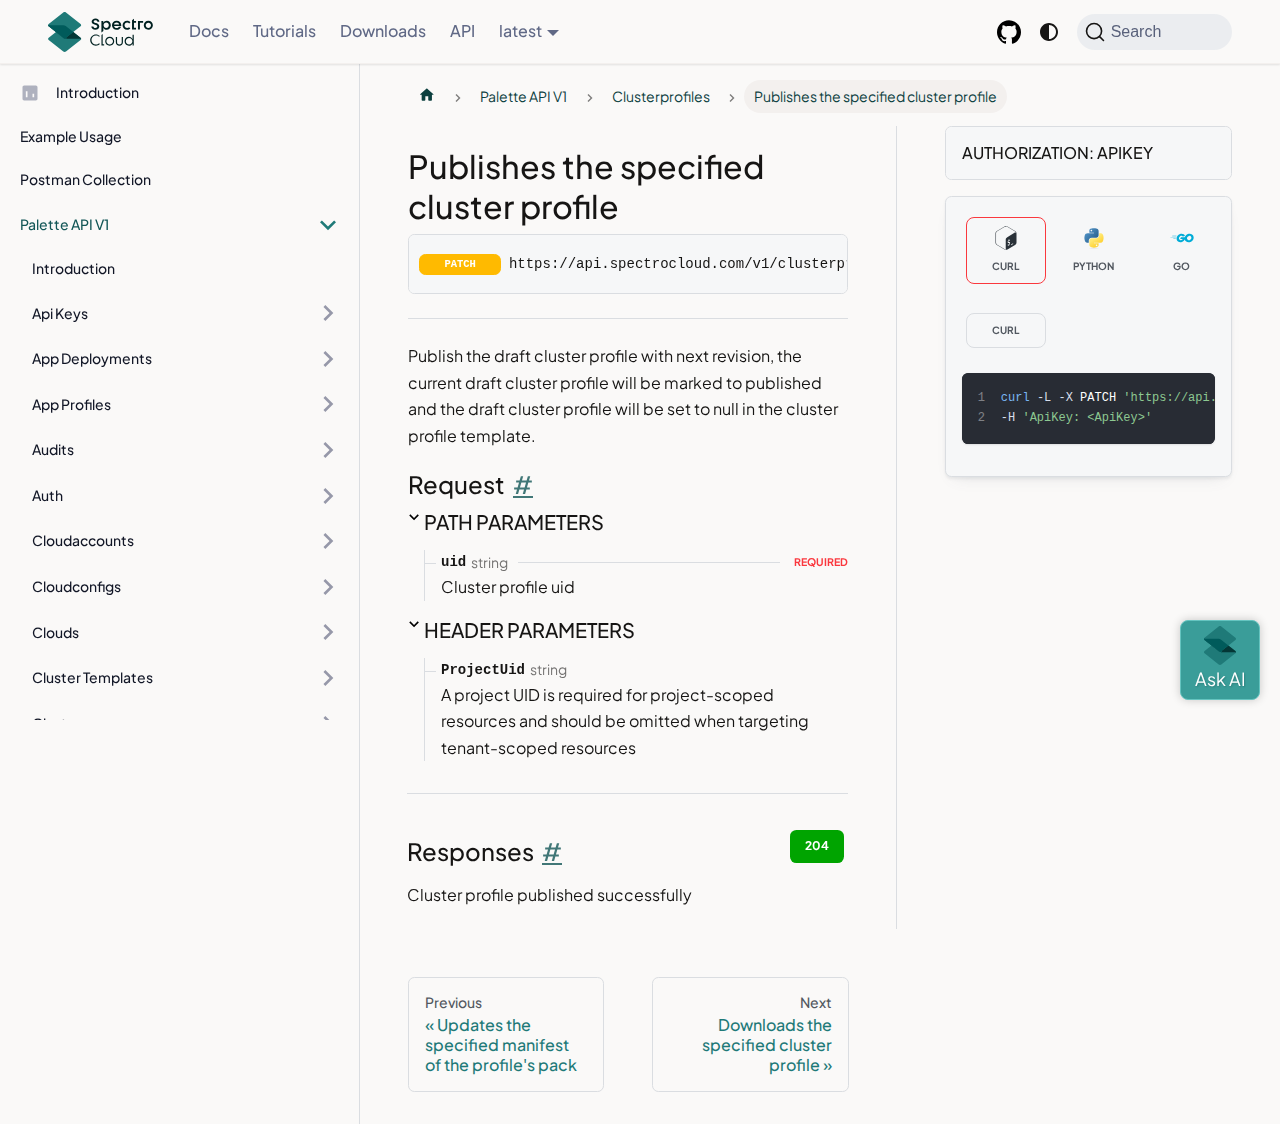 Spectro Cloud
Docs
Tutorials
Downloads
API
latest
Search
Introduction
Example Usage
Postman Collection
Palette API V1
Introduction
Api Keys
App Deployments
App Profiles
Audits
Auth
Cloudaccounts
Cloudconfigs
Clouds
Cluster Templates
Palette API V1
Clusterprofiles
Publishes the specified cluster profile
Publishes the specified
cluster profile
PATCH https://api.spectrocloud.com/v1/clusterp
Publish the draft cluster profile with next revision, the
current draft cluster profile will be marked to published
and the draft cluster profile will be set to null in the cluster
profile template.
Request #
PATH PARAMETERS
uid string REQUIRED
Cluster profile uid
HEADER PARAMETERS
ProjectUid string
A project UID is required for project-scoped
resources and should be omitted when targeting
tenant-scoped resources
Responses # 204
Cluster profile published successfully
Previous
« Updates the
specified manifest
of the profile's pack
Next
Downloads the
specified cluster
profile »
AUTHORIZATION: APIKEY
CURL
PYTHON
GO
CURL
1 curl -L -X PATCH 'https://api.
2 -H 'ApiKey: <ApiKey>'
Ask AI